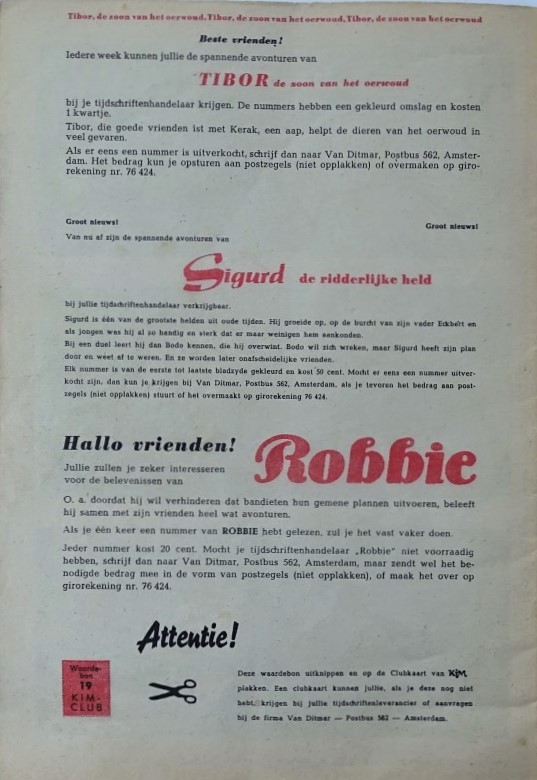 Tibor, de zoon van het oerwoud, Tibor, de zoon van het oerwoud, Tibor, de zoon van het oerwoud
Beste vrienden!
Iedere week kunnen jullie de spannende avonturen van
TIBOR de zoon van het oerwoud
bij je tijdschriftenhandelaar krijgen. De nummers hebben een gekleurd omslag en kosten
1 kwartje.
Tibor, die goede vrienden ist met Kerak, een aap, helpt de dieren van het oerwoud in
veel gevaren.
Als er eens een nummer is uitverkocht, schrijf dan naar Van Ditmar, Postbus 562, Amster-
dam. Het bedrag kun je opsturen aan postzegels (niet opplakken) of overmaken op giro-
rekening nr. 76 424.
Groot nieuws!
Groot nieuws!
Van nu af zijn de spannende avonturen van
Sigurd de ridderlijke held
bij jullie tijdschriftenhandelaar verkrijgbaar.
Sigurd is één van de grootste helden uit oude tijden. Hij groeide op, op de burcht van zijn vader Eckbert en
als jongen was hij al zo handig en sterk dat er maar weinigen hem aankonden.
Bij een duel leert hij dan Bodo kennen, die hij overwint. Bodo wil zich wreken, maar Sigurd heeft zijn plan
door en weet af te weren. En ze worden later onafscheidelijke vrienden.
Elk nummer is van de eerste tot laatste bladzyde gekleurd en kost 50 cent. Mocht er eens een nummer uitver-
kocht zijn, dan kun je krijgen bij Van Ditmar, Postbus 562, Amsterdam, als je tevoren het bedrag aan post-
zegels (niet opplakken) stuurt of het overmaakt op girorekening 76 424.
Hallo vrienden!
Robbie
Jullie zullen je zeker interesseren
voor de belevenissen van
O. a. doordat hij wil verhinderen dat bandieten hun gemene plannen uitvoeren, beleeft
hij samen met zijn vrienden heel wat avonturen.
Als je één keer een nummer van ROBBIE hebt gelezen, zul je het vast vaker doen.
Jeder nummer kost 20 cent. Mocht je tijdschriftenhandelaar „Robbie" niet voorraadig
hebben, schrijf dan naar Van Ditmar, Postbus 562, Amsterdam, maar zendt wel het be-
nodigde bedrag mee in de vorm van postzegels (niet opplakken), of maak het over op
girorekening nr. 76 424.
Attentie!
Waarde-
bon
19
KIM-
CLUB
Deze waardebon uitknippen en op de Clubkaart van KIM
plakken. Een clubkaart kunnen jullie, als je deze nog niet
hebt, krijgen bij jullie tijdschriftenleverancier of aanvragen
bij de firma Van Ditmar — Postbus 562 — Amsterdam.